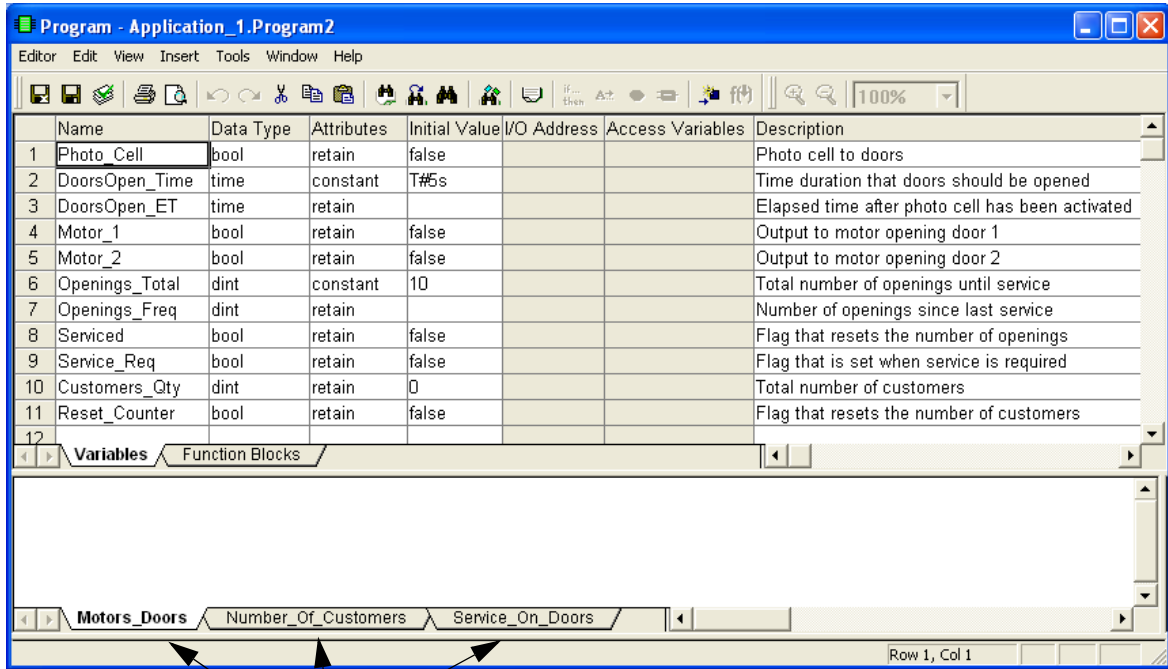 Program - Application_1.Program2
Editor Edit View Insert Tools Window Help
if... then A± f(*) 100%
Name Data Type Attributes Initial Value I/O Address Access Variables Description
1 Photo_Cell bool retain false Photo cell to doors
2 DoorsOpen_Time time constant T#5s Time duration that doors should be opened
3 DoorsOpen_ET time retain Elapsed time after photo cell has been activated
4 Motor_1 bool retain false Output to motor opening door 1
5 Motor_2 bool retain false Output to motor opening door 2
6 Openings_Total dint constant 10 Total number of openings until service
7 Openings_Freq dint retain Number of openings since last service
8 Serviced bool retain false Flag that resets the number of openings
9 Service_Req bool retain false Flag that is set when service is required
10 Customers_Qty dint retain 0 Total number of customers
11 Reset_Counter bool retain false Flag that resets the number of customers
12
Variables Function Blocks
Motors_Doors Number_Of_Customers Service_On_Doors
Row 1, Col 1